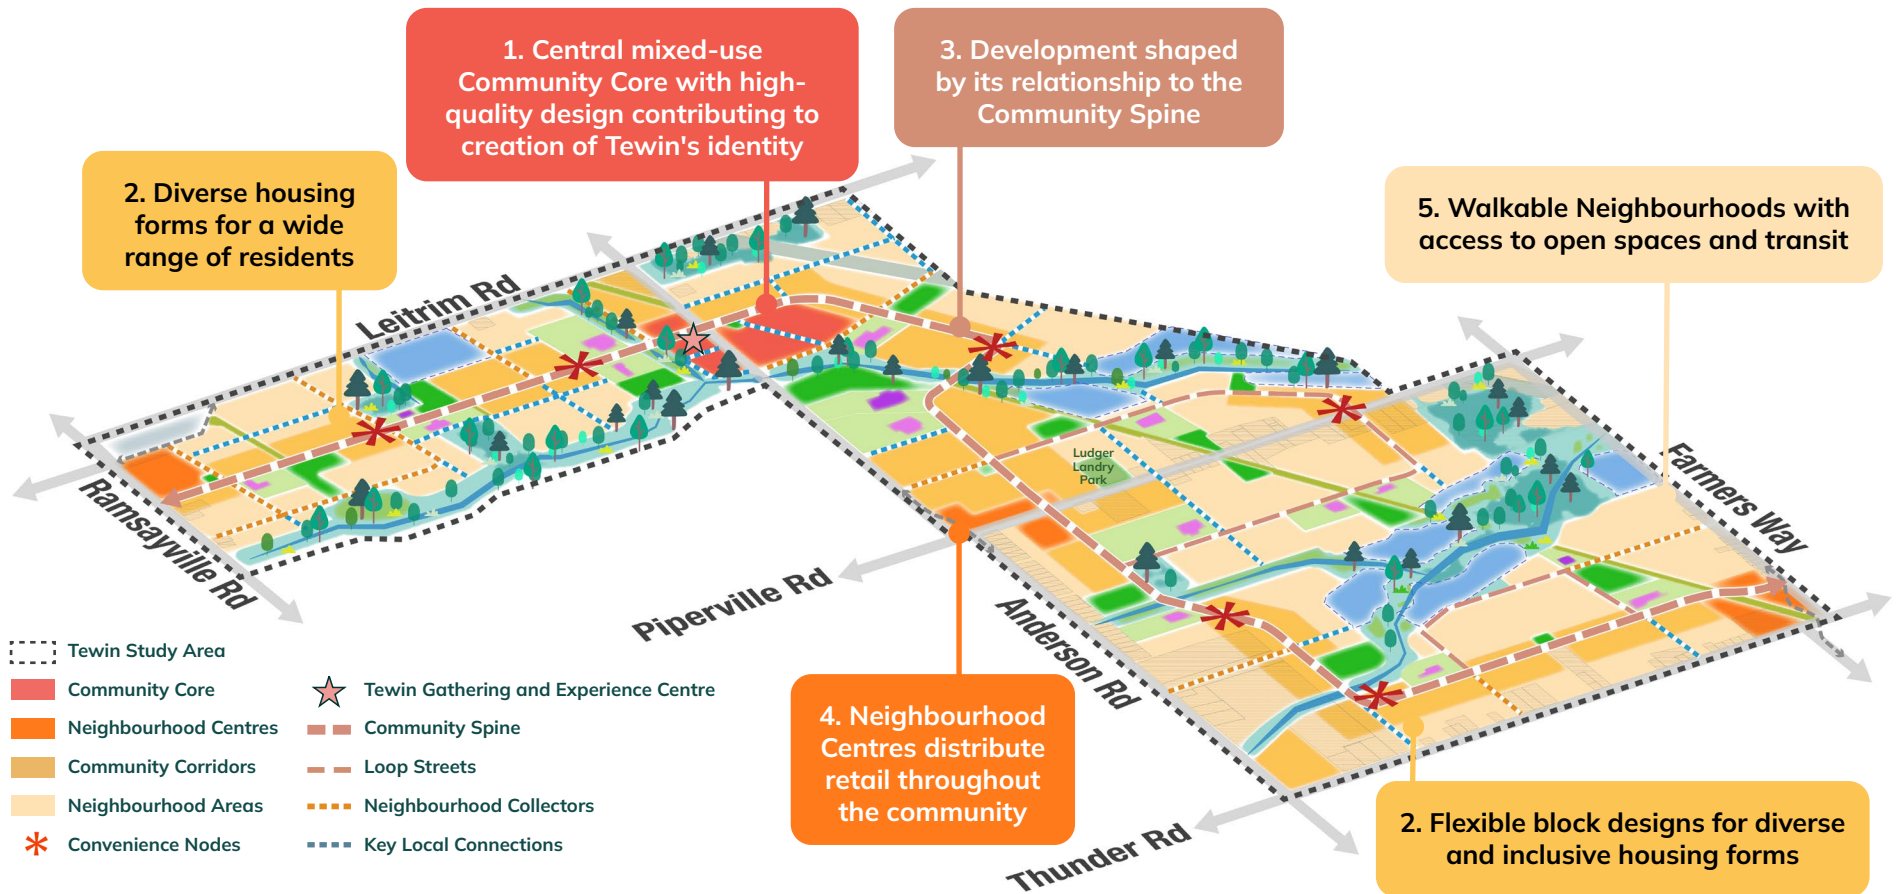 1. Central mixed-use
Community Core with high-
quality design contributing to
creation of Tewin's identity
3. Development shaped
by its relationship to the
Community Spine
2. Diverse housing
forms for a wide
range of residents
5. Walkable Neighbourhoods with
access to open spaces and transit
Leitrim Rd
Ramsayville Rd
Ludger
Landry
Park
Farmers Way
Piperville Rd
Anderson Rd
Thunder Rd
4. Neighbourhood
Centres distribute
retail throughout
the community
2. Flexible block designs for diverse
and inclusive housing forms
Tewin Study Area
Community Core
Neighbourhood Centres
Community Corridors
Neighbourhood Areas
Convenience Nodes
Tewin Gathering and Experience Centre
Community Spine
Loop Streets
Neighbourhood Collectors
Key Local Connections